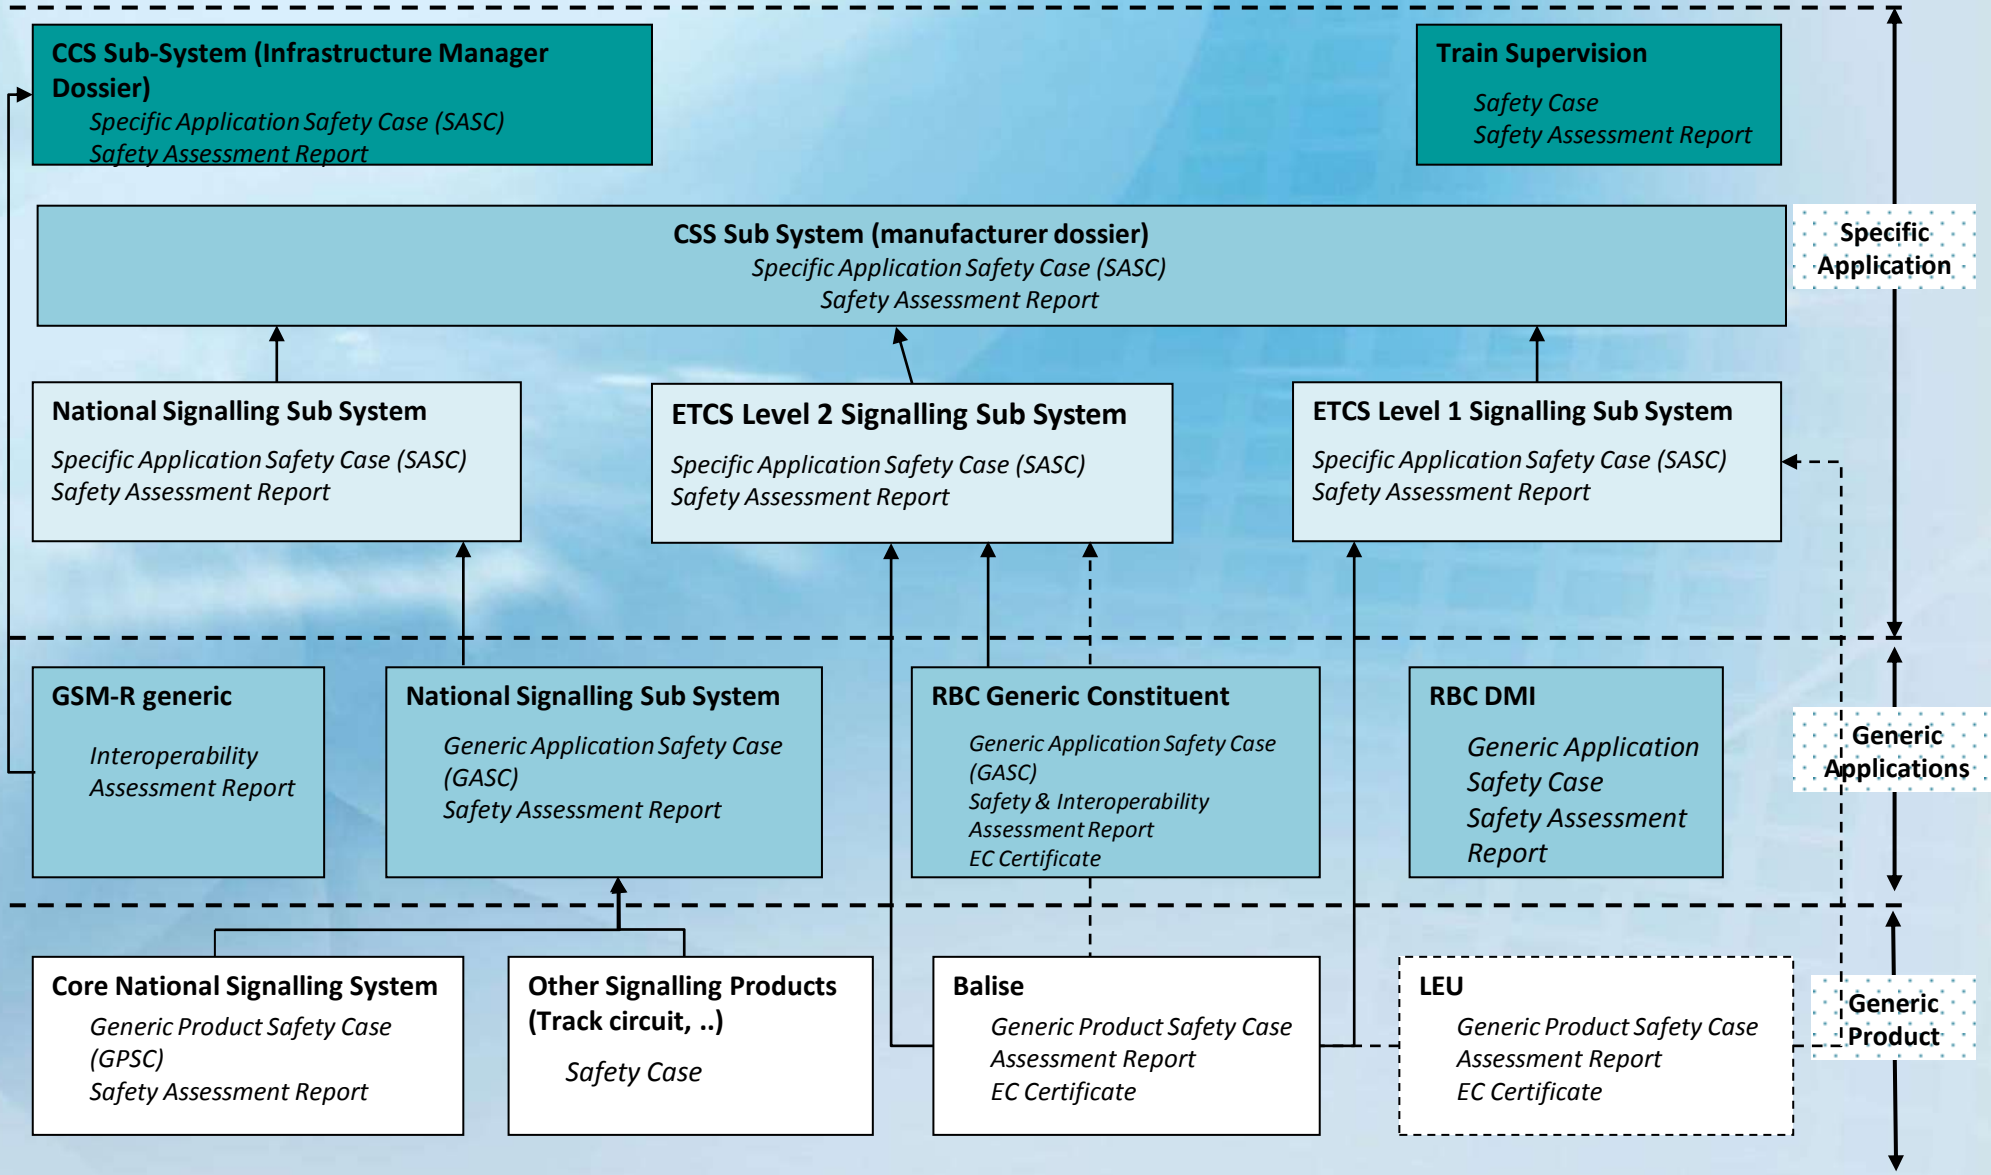 CCS Sub-System (Infrastructure Manager
Dossier)
Specific Application Safety Case (SASC)
Safety Assessment Report
Train Supervision
Safety Case
Safety Assessment Report
CSS Sub System (manufacturer dossier)
Specific Application Safety Case (SASC)
Safety Assessment Report
Specific
Application
National Signalling Sub System
Specific Application Safety Case (SASC)
Safety Assessment Report
ETCS Level 2 Signalling Sub System
Specific Application Safety Case (SASC)
Safety Assessment Report
ETCS Level 1 Signalling Sub System
Specific Application Safety Case (SASC)
Safety Assessment Report
GSM-R generic
Interoperability
Assessment Report
National Signalling Sub System
Generic Application Safety Case
(GASC)
Safety Assessment Report
RBC Generic Constituent
Generic Application Safety Case
(GASC)
Safety & Interoperability
Assessment Report
EC Certificate
RBC DMI
Generic Application
Safety Case
Safety Assessment
Report
Generic
Applications
Core National Signalling System
Generic Product Safety Case
(GPSC)
Safety Assessment Report
Other Signalling Products
(Track circuit, ..)
Safety Case
Balise
Generic Product Safety Case
Assessment Report
EC Certificate
LEU
Generic Product Safety Case
Assessment Report
EC Certificate
Generic
Product